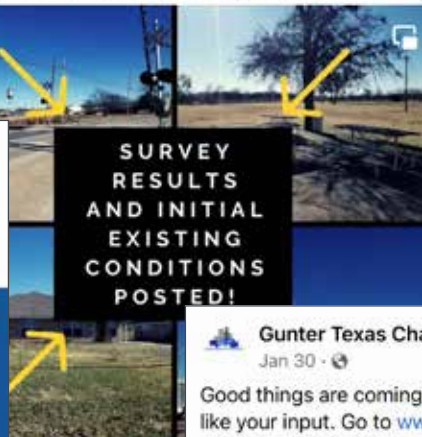 SURVEY
RESULTS
AND INITIAL
EXISTING
CONDITIONS
POSTED!
Gunter Texas Cha
Jan 30 ·
Good things are coming
like your input. Go to ww